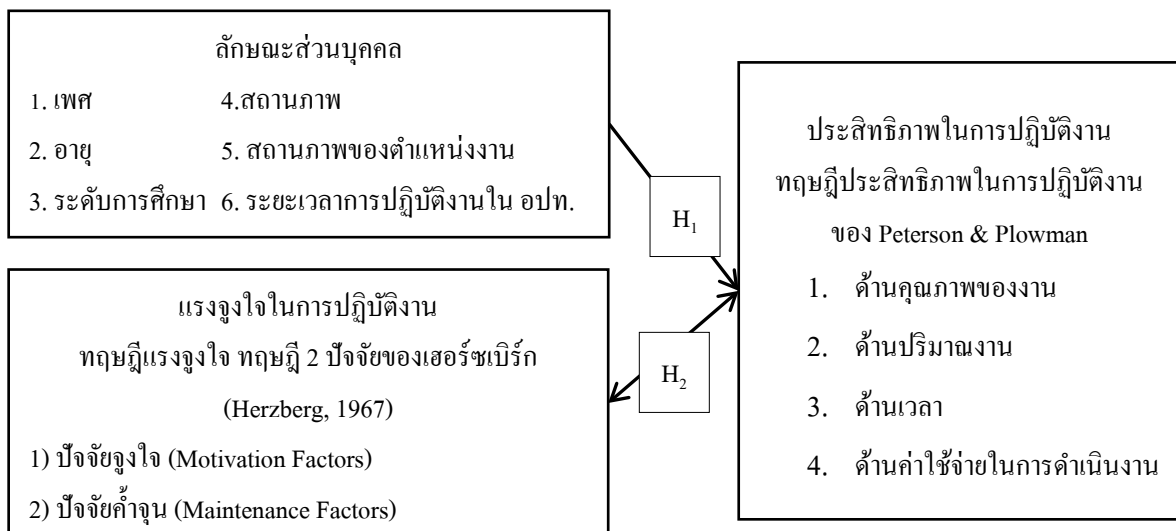 ลักษณะส่วนบุคคล
1. เพศ 4.สถานภาพ
2. อายุ 5. สถานภาพของตำแหน่งงาน
3. ระดับการศึกษา 6. ระยะเวลาการปฏิบัติงานใน อปท.
H1
แรงจูงใจในการปฏิบัติงาน
ทฤษฎีแรงจูงใจ ทฤษฎี 2 ปัจจัยของเฮอร์ซเบิร์ก
(Herzberg, 1967)
1) ปัจจัยจูงใจ (Motivation Factors)
2) ปัจจัยค้ำจุน (Maintenance Factors)
H2
ประสิทธิภาพในการปฏิบัติงาน
ทฤษฎีประสิทธิภาพในการปฏิบัติงาน
ของ Peterson & Plowman
1. ด้านคุณภาพของงาน
2. ด้านปริมาณงาน
3. ด้านเวลา
4. ด้านค่าใช้จ่ายในการดำเนินงาน